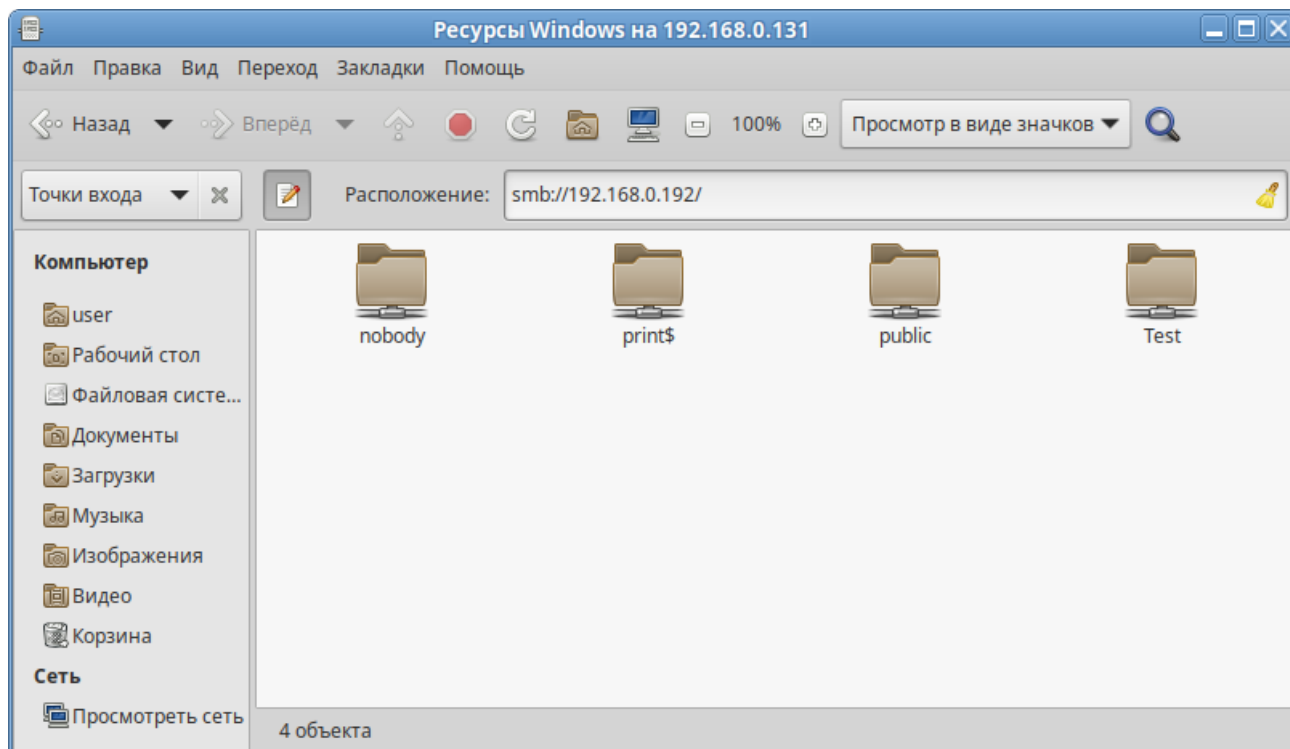 Ресурсы Windows на 192.168.0.131
Файл Правка Вид Переход Закладки Помощь
Назад Вперёд 100% Просмотр в виде значков
Точки входа Расположение: smb://192.168.0.192/
Компьютер
user
Рабочий стол
Файловая систе...
Документы
Загрузки
Музыка
Изображения
Видео
Корзина
Сеть
Просмотреть сеть
nobody print$ public Test
4 объекта